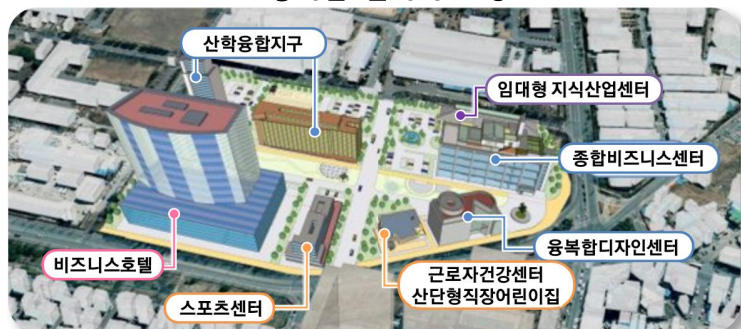 산학융합지구
임대형 지식산업센터
종합비즈니스센터
융복합디자인센터
비즈니스호텔
근로자건강센터
산단형직장어린이집
스포츠센터